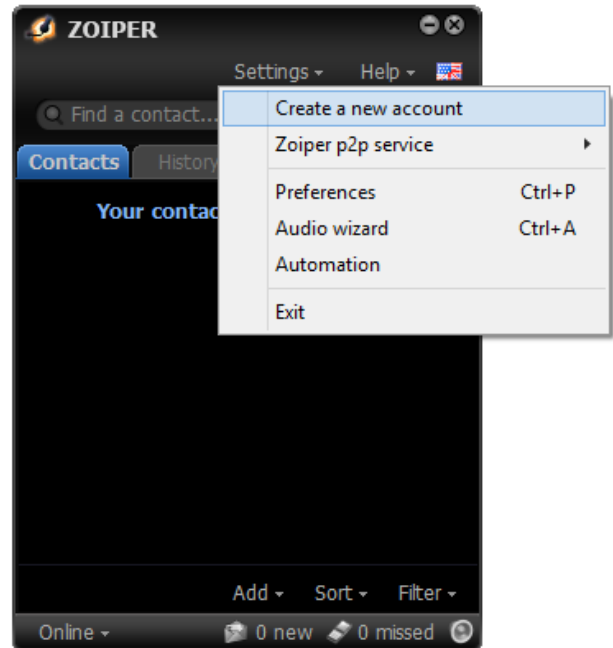 ZOIPER
Settings Help
Find a contact...
Create a new account
Zoiper p2p service
Contacts History
Preferences Ctrl+P
Your contac
Audio wizard Ctrl+A
Automation
Exit
Add Sort Filter
Online 0 new 0 missed